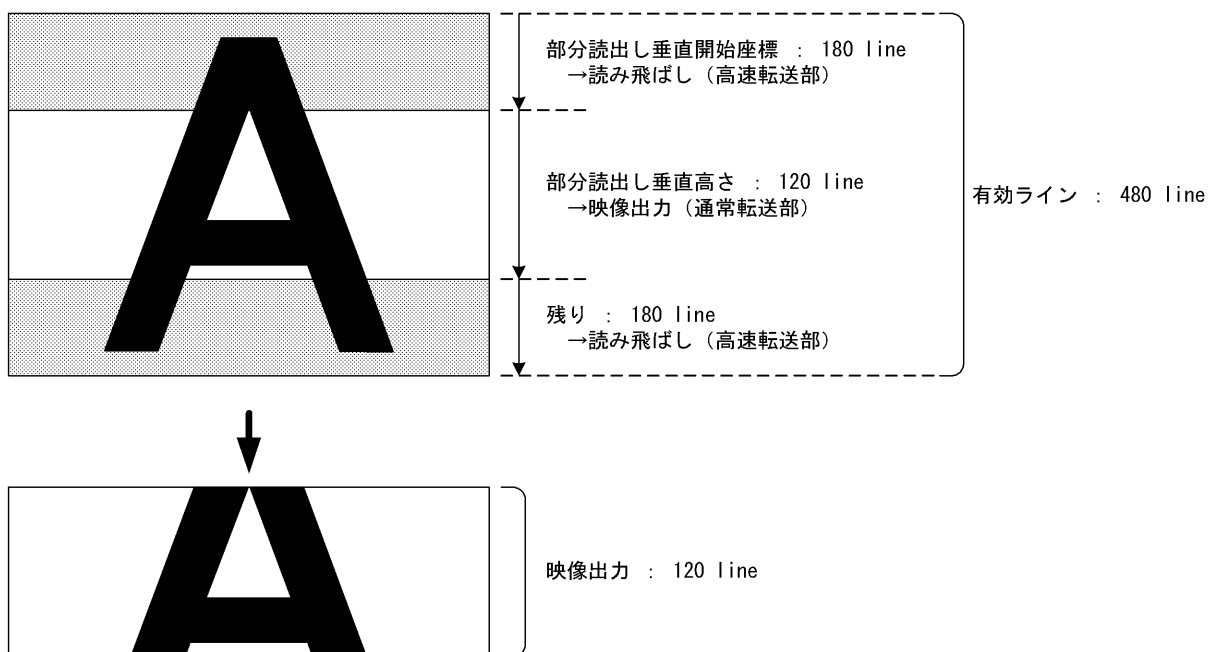 A
部分読出し垂直開始座標 : 180 line
→読み飛ばし(高速転送部)
部分読出し垂直高さ : 120 line
→映像出力(通常転送部)
有効ライン : 480 line
残り : 180 line
→読み飛ばし(高速転送部)
A
映像出力 : 120 line